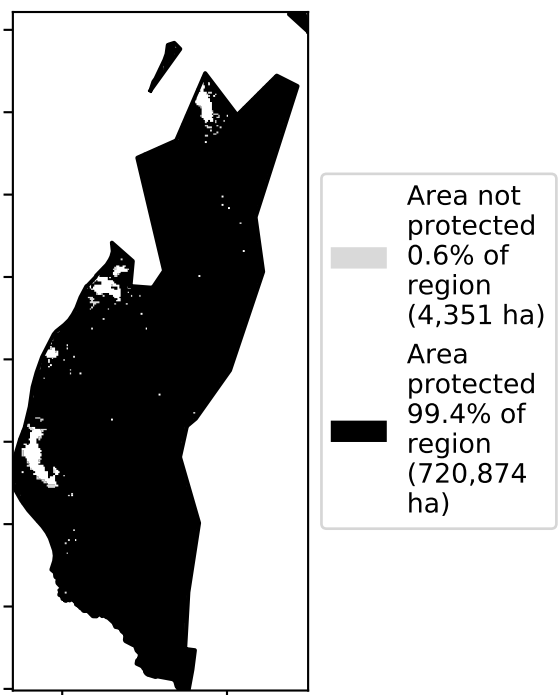 Area not
protected
0.6% of
region
(4,351 ha)
Area
protected
99.4% of
region
(720,874
ha)